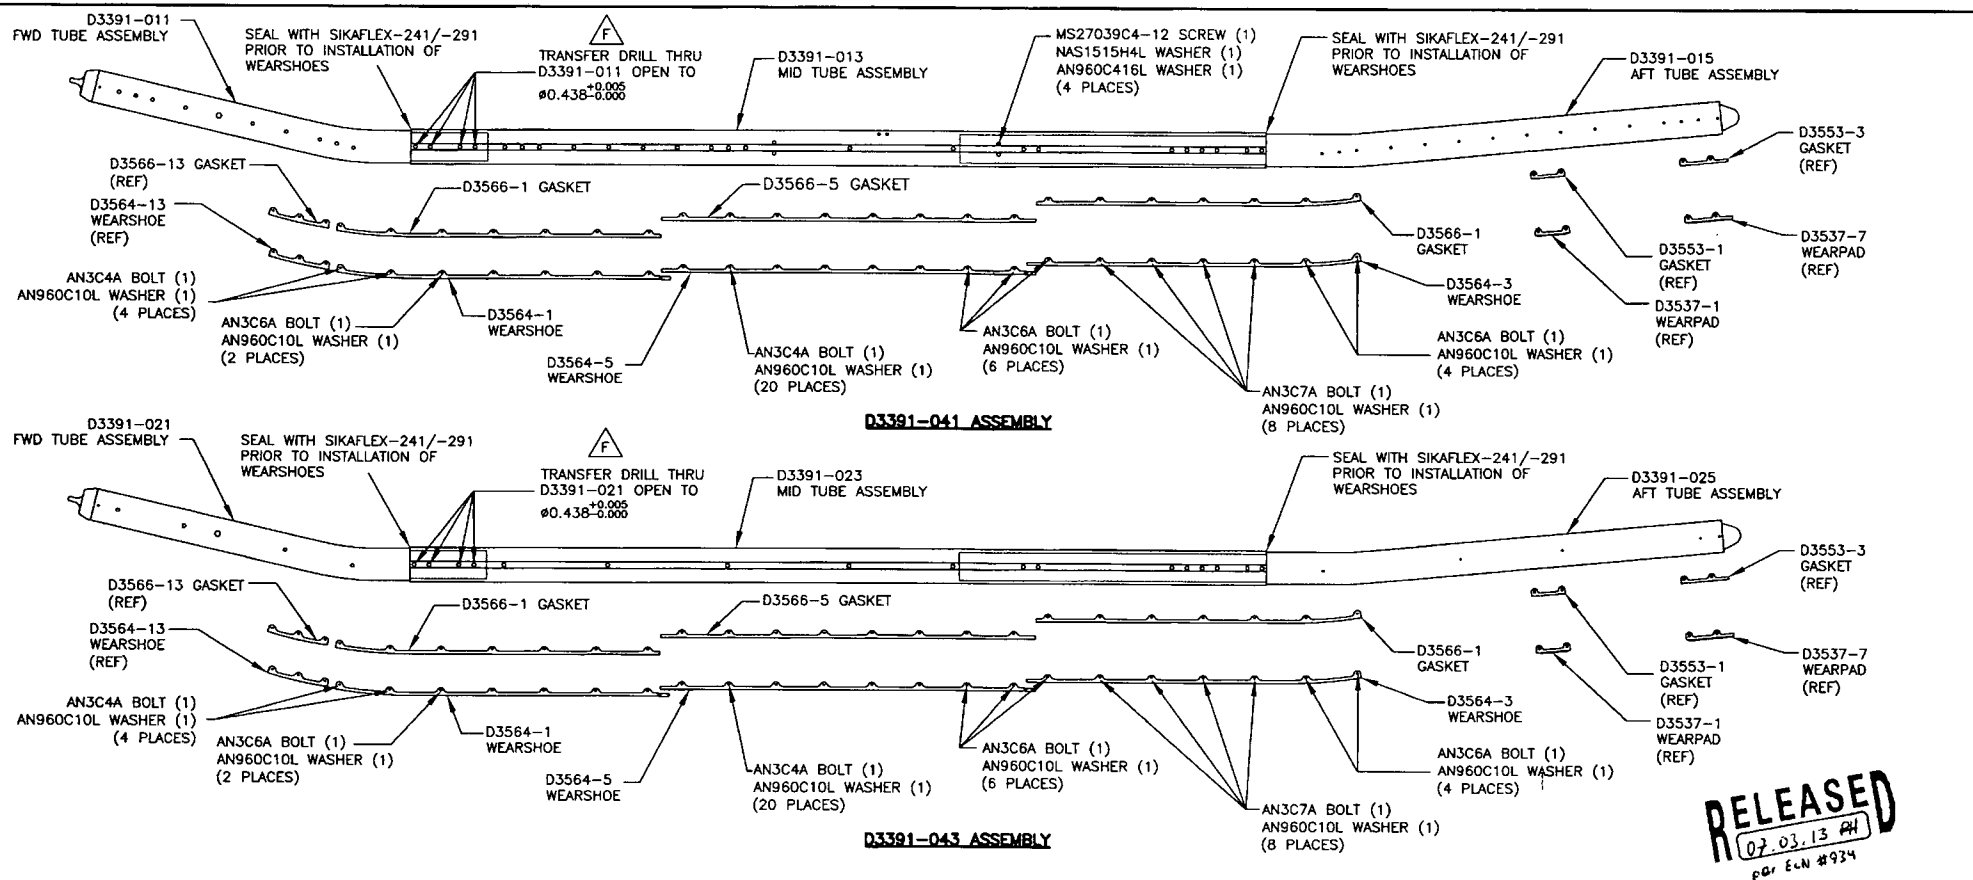 D3391-011
FWD TUBE ASSEMBLY
SEAL WITH SIKAFLEX-241/-291
PRIOR TO INSTALLATION OF
WEARSHOES
F
TRANSFER DRILL THRU
D3391-011 OPEN TO
ø0.438+0.005-0.000
D3391-013
MID TUBE ASSEMBLY
MS27039C4-12 SCREW (1)
NAS1515H4L WASHER (1)
AN960C416L WASHER (1)
(4 PLACES)
SEAL WITH SIKAFLEX-241/-291
PRIOR TO INSTALLATION OF
WEARSHOES
D3391-015
AFT TUBE ASSEMBLY
D3566-13 GASKET
(REF)
D3564-13
WEARSHOE
(REF)
D3566-1 GASKET
D3566-5 GASKET
D3566-1
GASKET
D3553-3
GASKET
(REF)
D3553-1
GASKET
(REF)
D3537-7
WEARPAD
(REF)
D3537-1
WEARPAD
(REF)
AN3C4A BOLT (1)
AN960C10L WASHER (1)
(4 PLACES)
AN3C6A BOLT (1)
AN960C10L WASHER (1)
(2 PLACES)
D3564-1
WEARSHOE
D3564-5
WEARSHOE
AN3C4A BOLT (1)
AN960C10L WASHER (1)
(20 PLACES)
AN3C6A BOLT (1)
AN960C10L WASHER (1)
(6 PLACES)
D3564-3
WEARSHOE
AN3C7A BOLT (1)
AN960C10L WASHER (1)
(8 PLACES)
AN3C6A BOLT (1)
AN960C10L WASHER (1)
(4 PLACES)
D3391-041 ASSEMBLY
D3391-021
FWD TUBE ASSEMBLY
SEAL WITH SIKAFLEX-241/-291
PRIOR TO INSTALLATION OF
WEARSHOES
F
TRANSFER DRILL THRU
D3391-021 OPEN TO
ø0.438+0.005-0.000
D3391-023
MID TUBE ASSEMBLY
SEAL WITH SIKAFLEX-241/-291
PRIOR TO INSTALLATION OF
WEARSHOES
D3391-025
AFT TUBE ASSEMBLY
D3566-13 GASKET
(REF)
D3564-13
WEARSHOE
(REF)
D3566-1 GASKET
D3566-5 GASKET
D3566-1
GASKET
D3553-3
GASKET
(REF)
D3553-1
GASKET
(REF)
D3537-7
WEARPAD
(REF)
D3537-1
WEARPAD
(REF)
AN3C4A BOLT (1)
AN960C10L WASHER (1)
(4 PLACES)
AN3C6A BOLT (1)
AN960C10L WASHER (1)
(2 PLACES)
D3564-1
WEARSHOE
D3564-5
WEARSHOE
AN3C4A BOLT (1)
AN960C10L WASHER (1)
(20 PLACES)
AN3C6A BOLT (1)
AN960C10L WASHER (1)
(6 PLACES)
D3564-3
WEARSHOE
AN3C7A BOLT (1)
AN960C10L WASHER (1)
(8 PLACES)
AN3C6A BOLT (1)
AN960C10L WASHER (1)
(4 PLACES)
D3391-043 ASSEMBLY
RELEASED
07.03.13 PH
per ECN #934